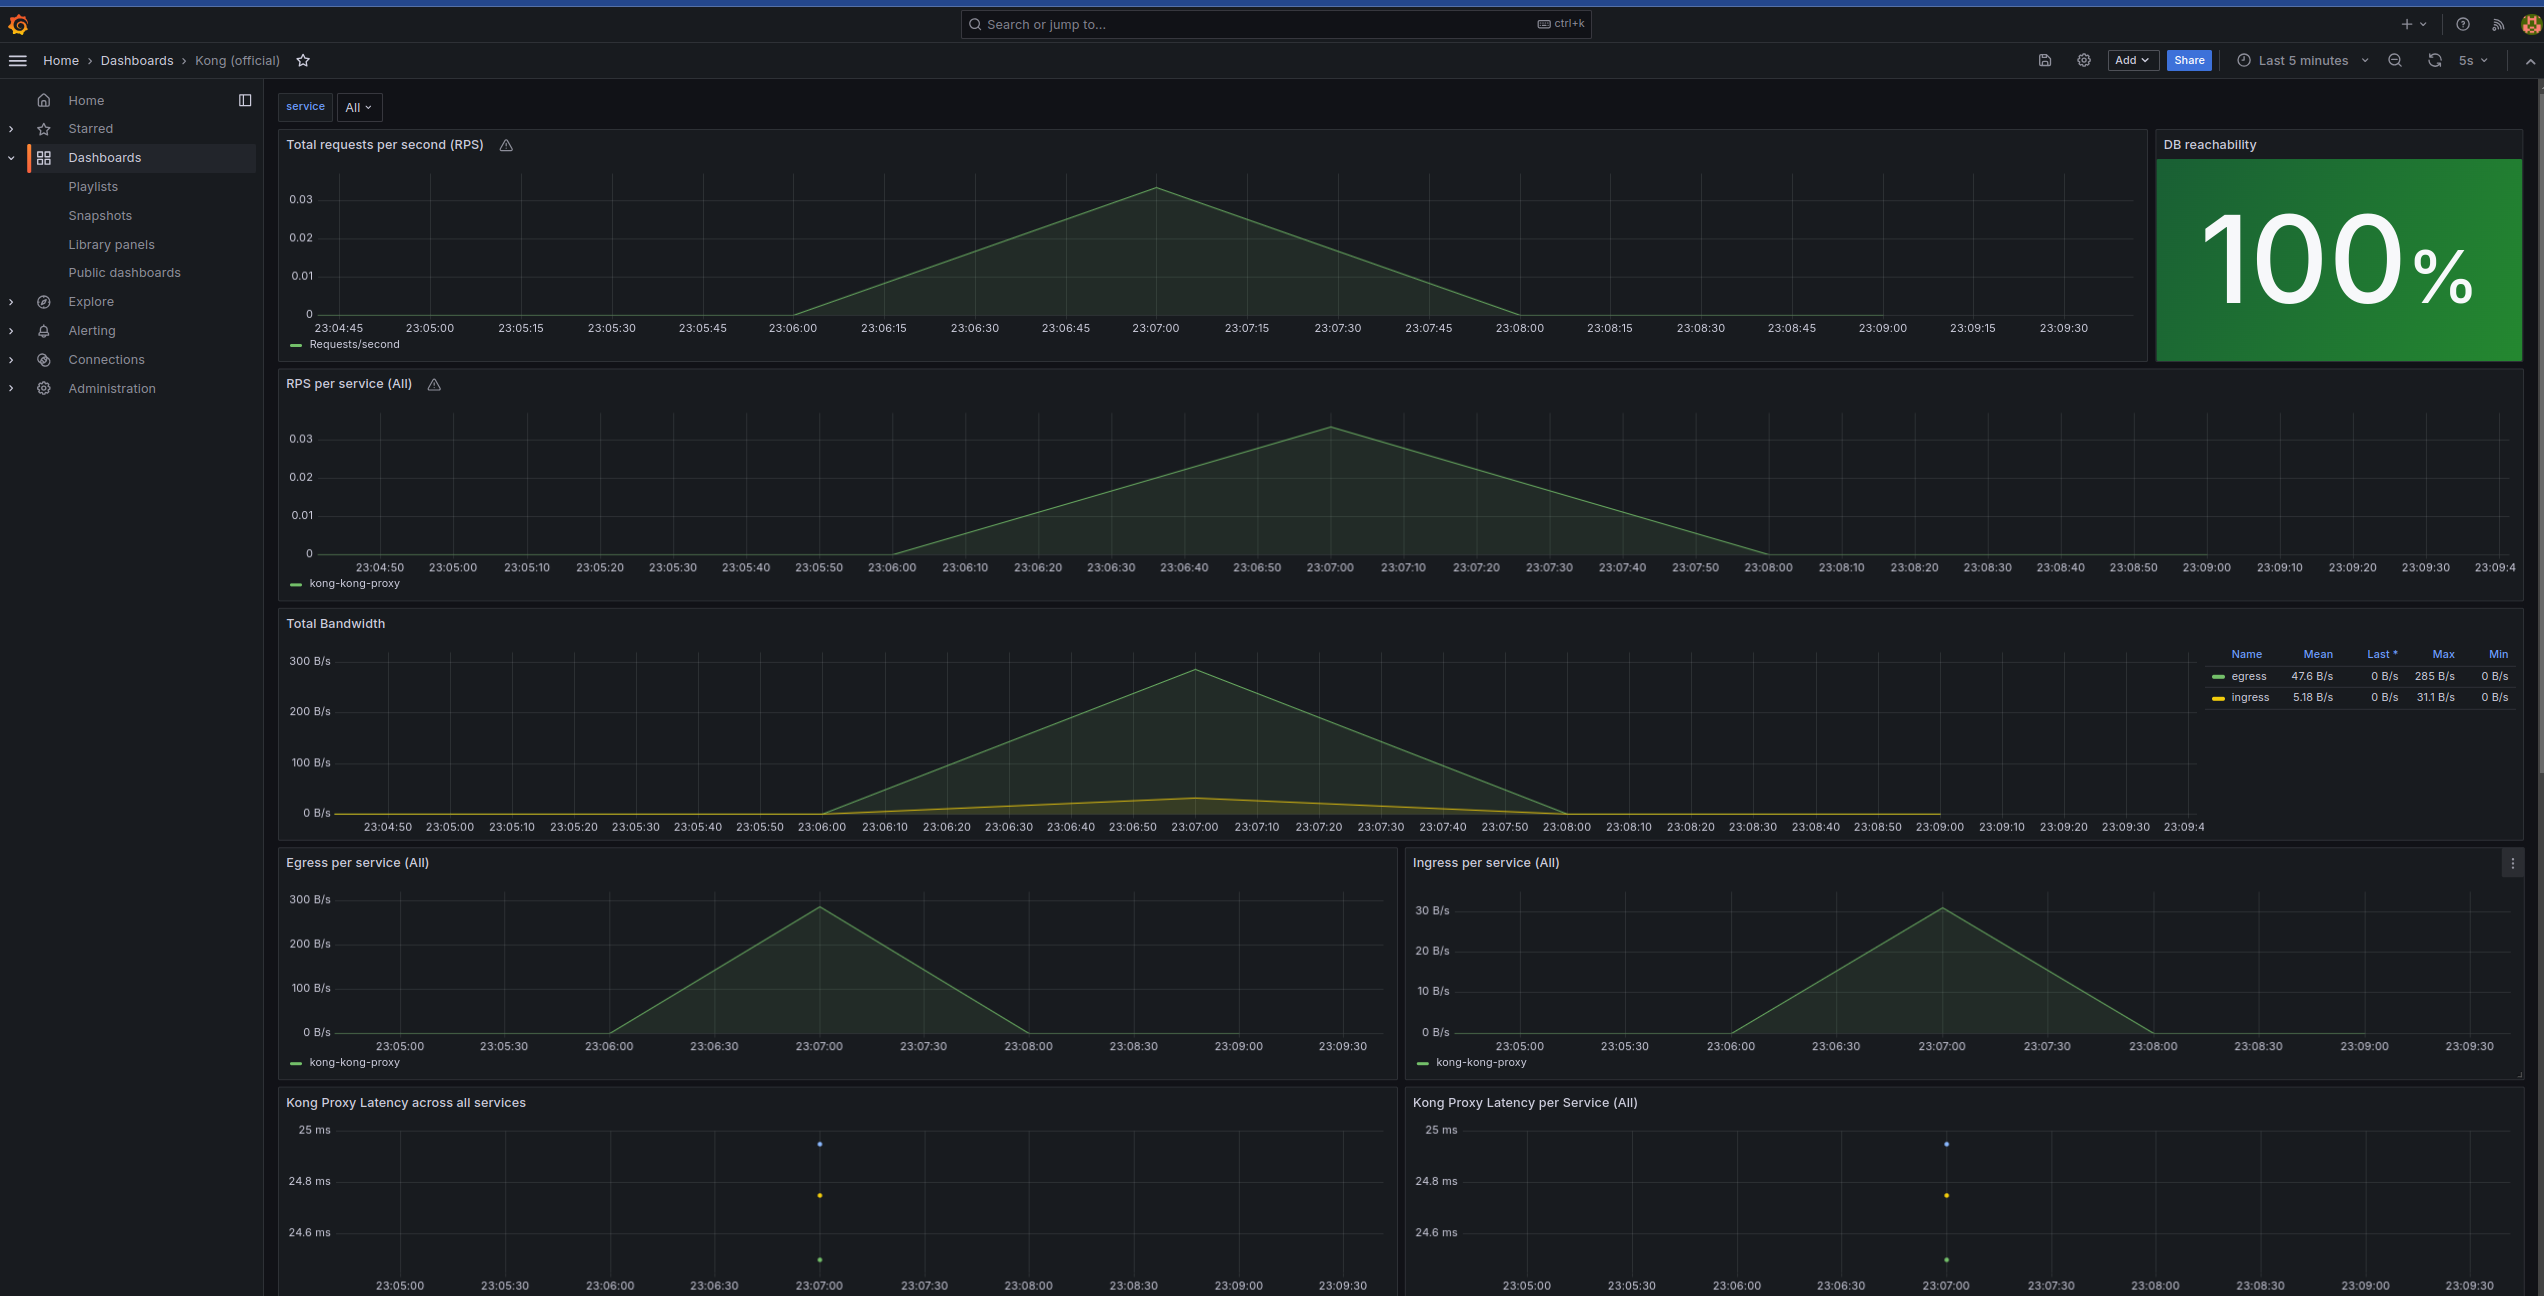 Search or jump to...
ctrl+k
Home › Dashboards › Kong (official)
Add
Share
Last 5 minutes
5s
Home
Starred
Dashboards
Playlists
Snapshots
Library panels
Public dashboards
Explore
Alerting
Connections
Administration
service
All
Total requests per second (RPS)
0.03
0.02
0.01
0
23:04:45 23:05:00 23:05:15 23:05:30 23:05:45 23:06:00 23:06:15 23:06:30 23:06:45 23:07:00 23:07:15 23:07:30 23:07:45 23:08:00 23:08:15 23:08:30 23:08:45 23:09:00 23:09:15 23:09:30
Requests/second
DB reachability
100%
RPS per service (All)
0.03
0.02
0.01
0
23:04:50 23:05:00 23:05:10 23:05:20 23:05:30 23:05:40 23:05:50 23:06:00 23:06:10 23:06:20 23:06:30 23:06:40 23:06:50 23:07:00 23:07:10 23:07:20 23:07:30 23:07:40 23:07:50 23:08:00 23:08:10 23:08:20 23:08:30 23:08:40 23:08:50 23:09:00 23:09:10 23:09:20 23:09:30 23:09:4
kong-kong-proxy
Total Bandwidth
300 B/s
200 B/s
100 B/s
0 B/s
23:04:50 23:05:00 23:05:10 23:05:20 23:05:30 23:05:40 23:05:50 23:06:00 23:06:10 23:06:20 23:06:30 23:06:40 23:06:50 23:07:00 23:07:10 23:07:20 23:07:30 23:07:40 23:07:50 23:08:00 23:08:10 23:08:20 23:08:30 23:08:40 23:08:50 23:09:00 23:09:10 23:09:20 23:09:30 23:09:4
Name Mean Last * Max Min
egress 47.6 B/s 0 B/s 285 B/s 0 B/s
ingress 5.18 B/s 0 B/s 31.1 B/s 0 B/s
Egress per service (All)
300 B/s
200 B/s
100 B/s
0 B/s
23:05:00 23:05:30 23:06:00 23:06:30 23:07:00 23:07:30 23:08:00 23:08:30 23:09:00 23:09:30
kong-kong-proxy
Ingress per service (All)
30 B/s
20 B/s
10 B/s
0 B/s
23:05:00 23:05:30 23:06:00 23:06:30 23:07:00 23:07:30 23:08:00 23:08:30 23:09:00 23:09:30
kong-kong-proxy
Kong Proxy Latency across all services
25 ms
24.8 ms
24.6 ms
23:05:00 23:05:30 23:06:00 23:06:30 23:07:00 23:07:30 23:08:00 23:08:30 23:09:00 23:09:30
Kong Proxy Latency per Service (All)
25 ms
24.8 ms
24.6 ms
23:05:00 23:05:30 23:06:00 23:06:30 23:07:00 23:07:30 23:08:00 23:08:30 23:09:00 23:09:30